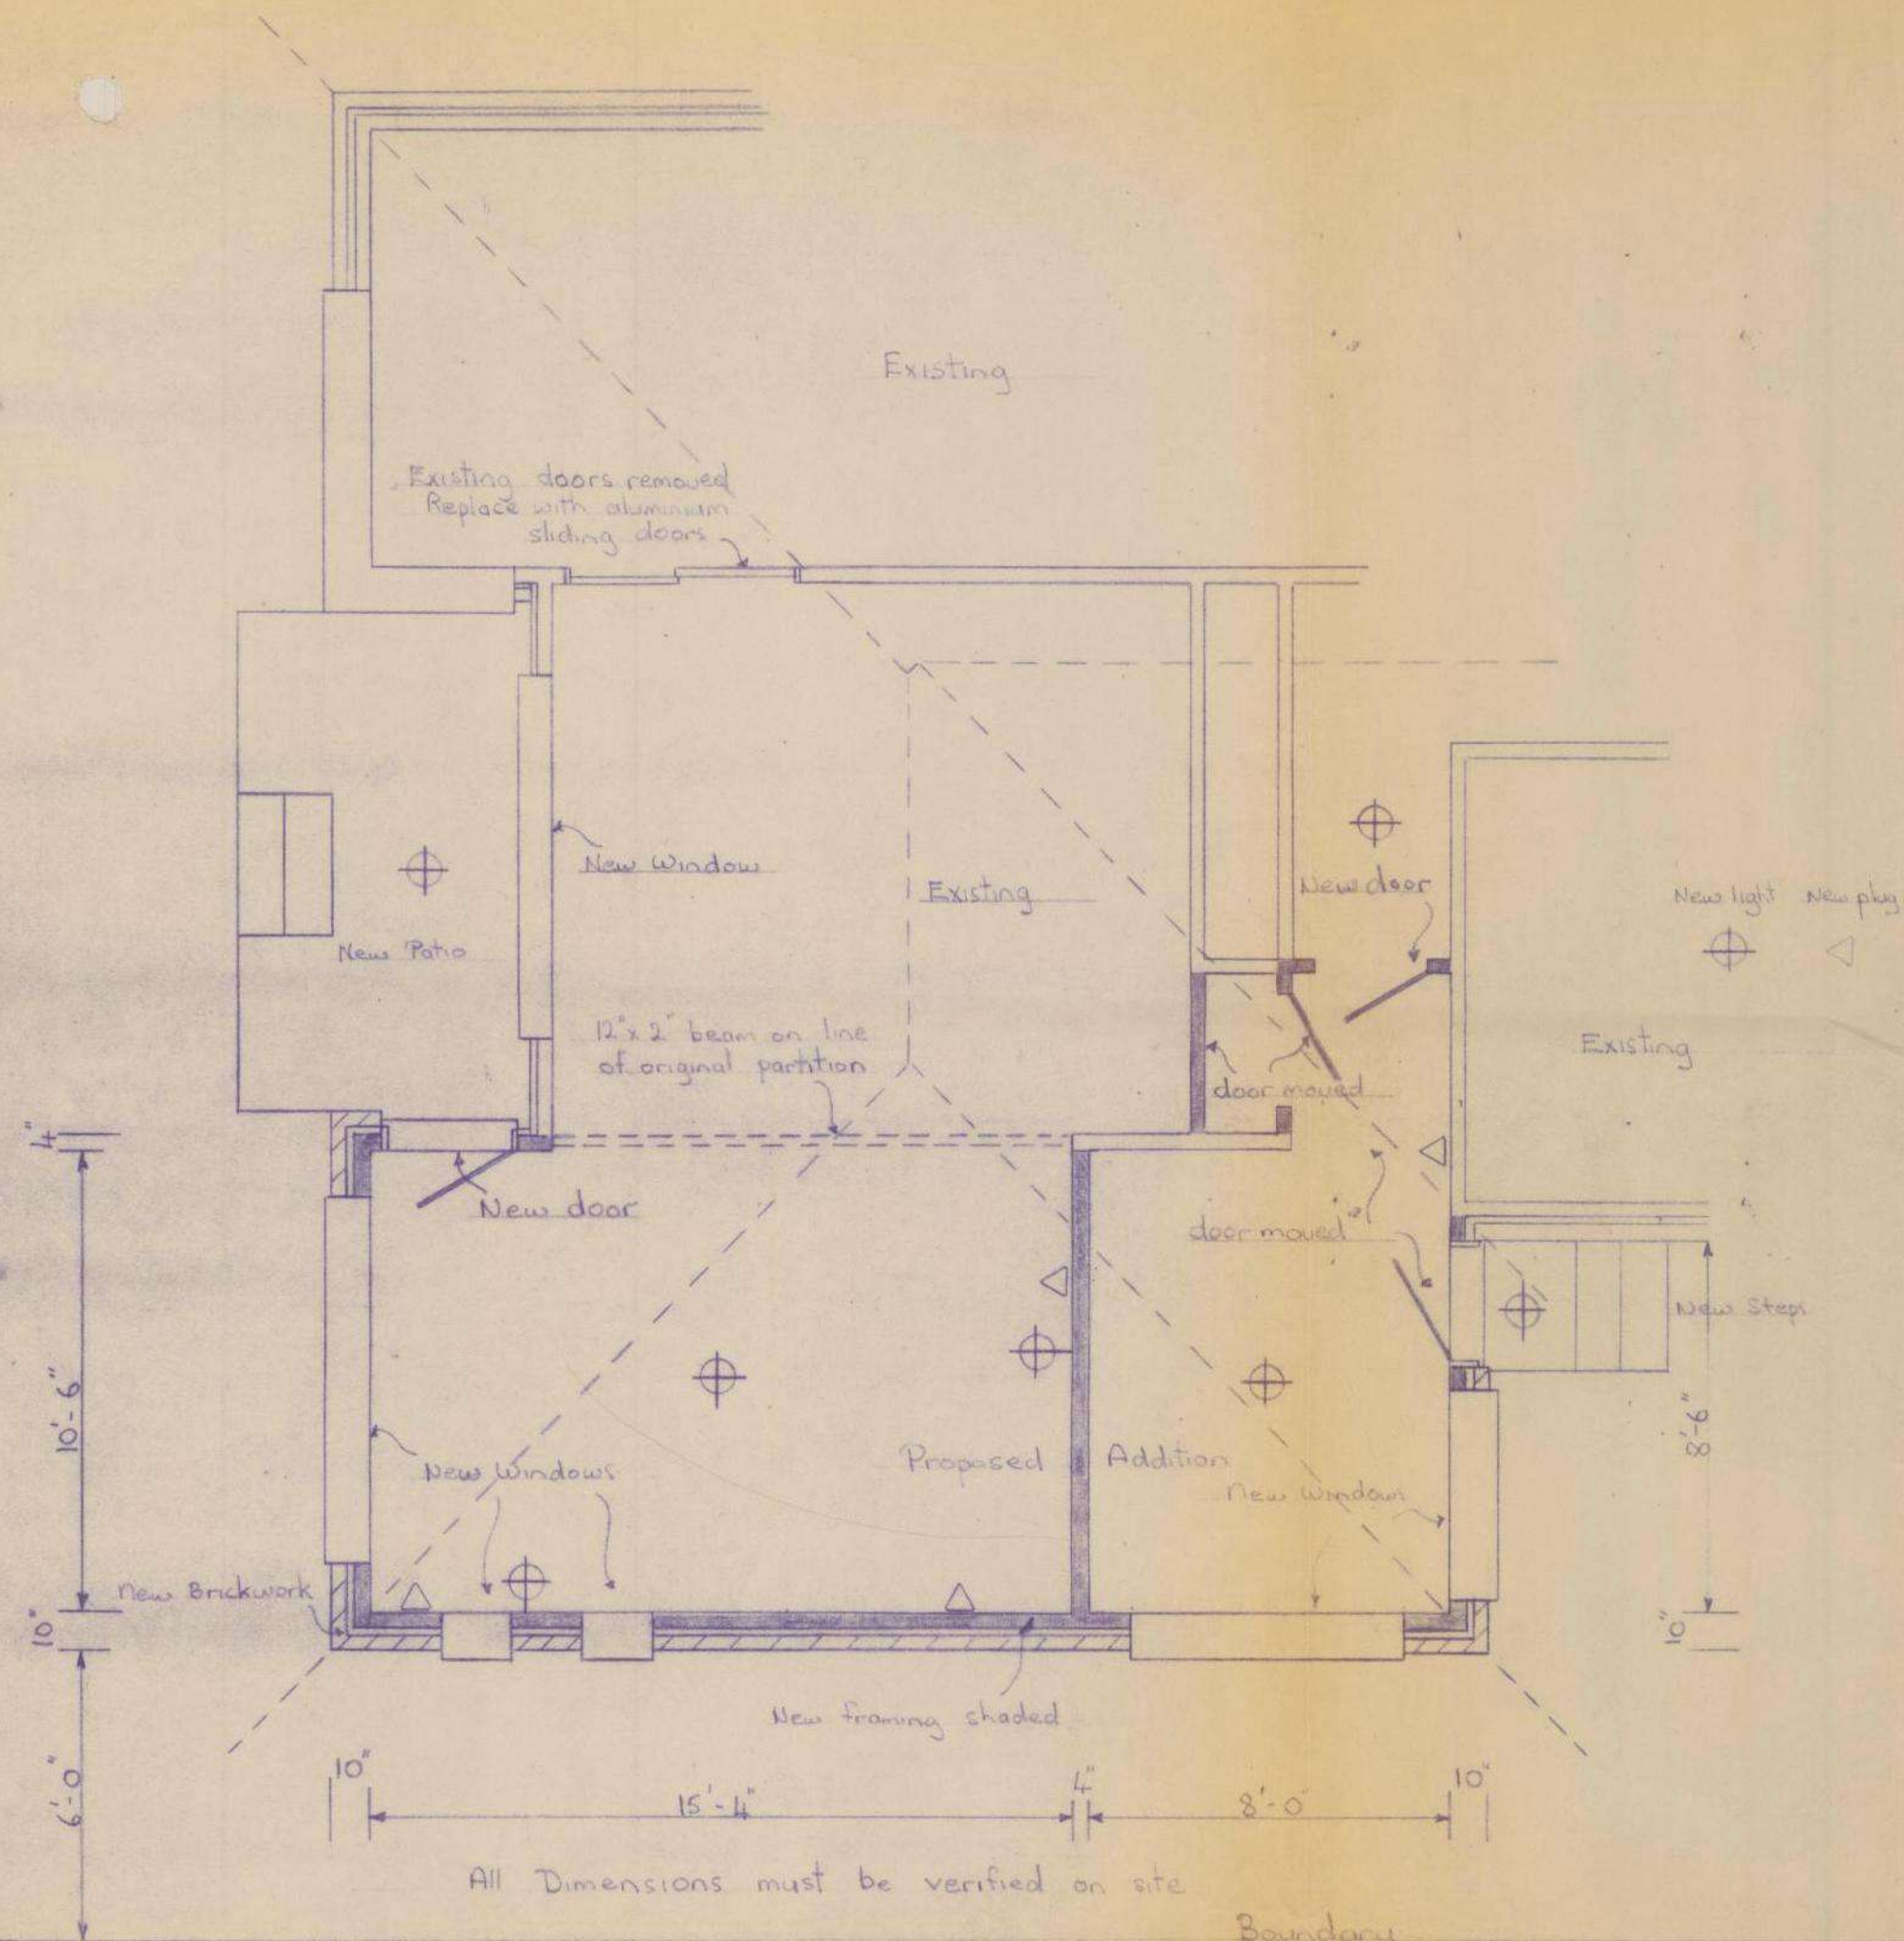 Existing
Existing doors removed
Replace with aluminium
sliding doors
New Window
Existing
New door
New light New plug
New Patio
12"x 2" beam on line
of original partition
Existing
door moved
4"
New door
door moved
New Steps
10'-6"
8'-6"
New Windows
Proposed Addition
New Windows
New Brickwork
10"
10"
New framing shaded
6'-0"
10"
15'-4"
4"
8'-0
10"
All Dimensions must be verified on site
Boundary